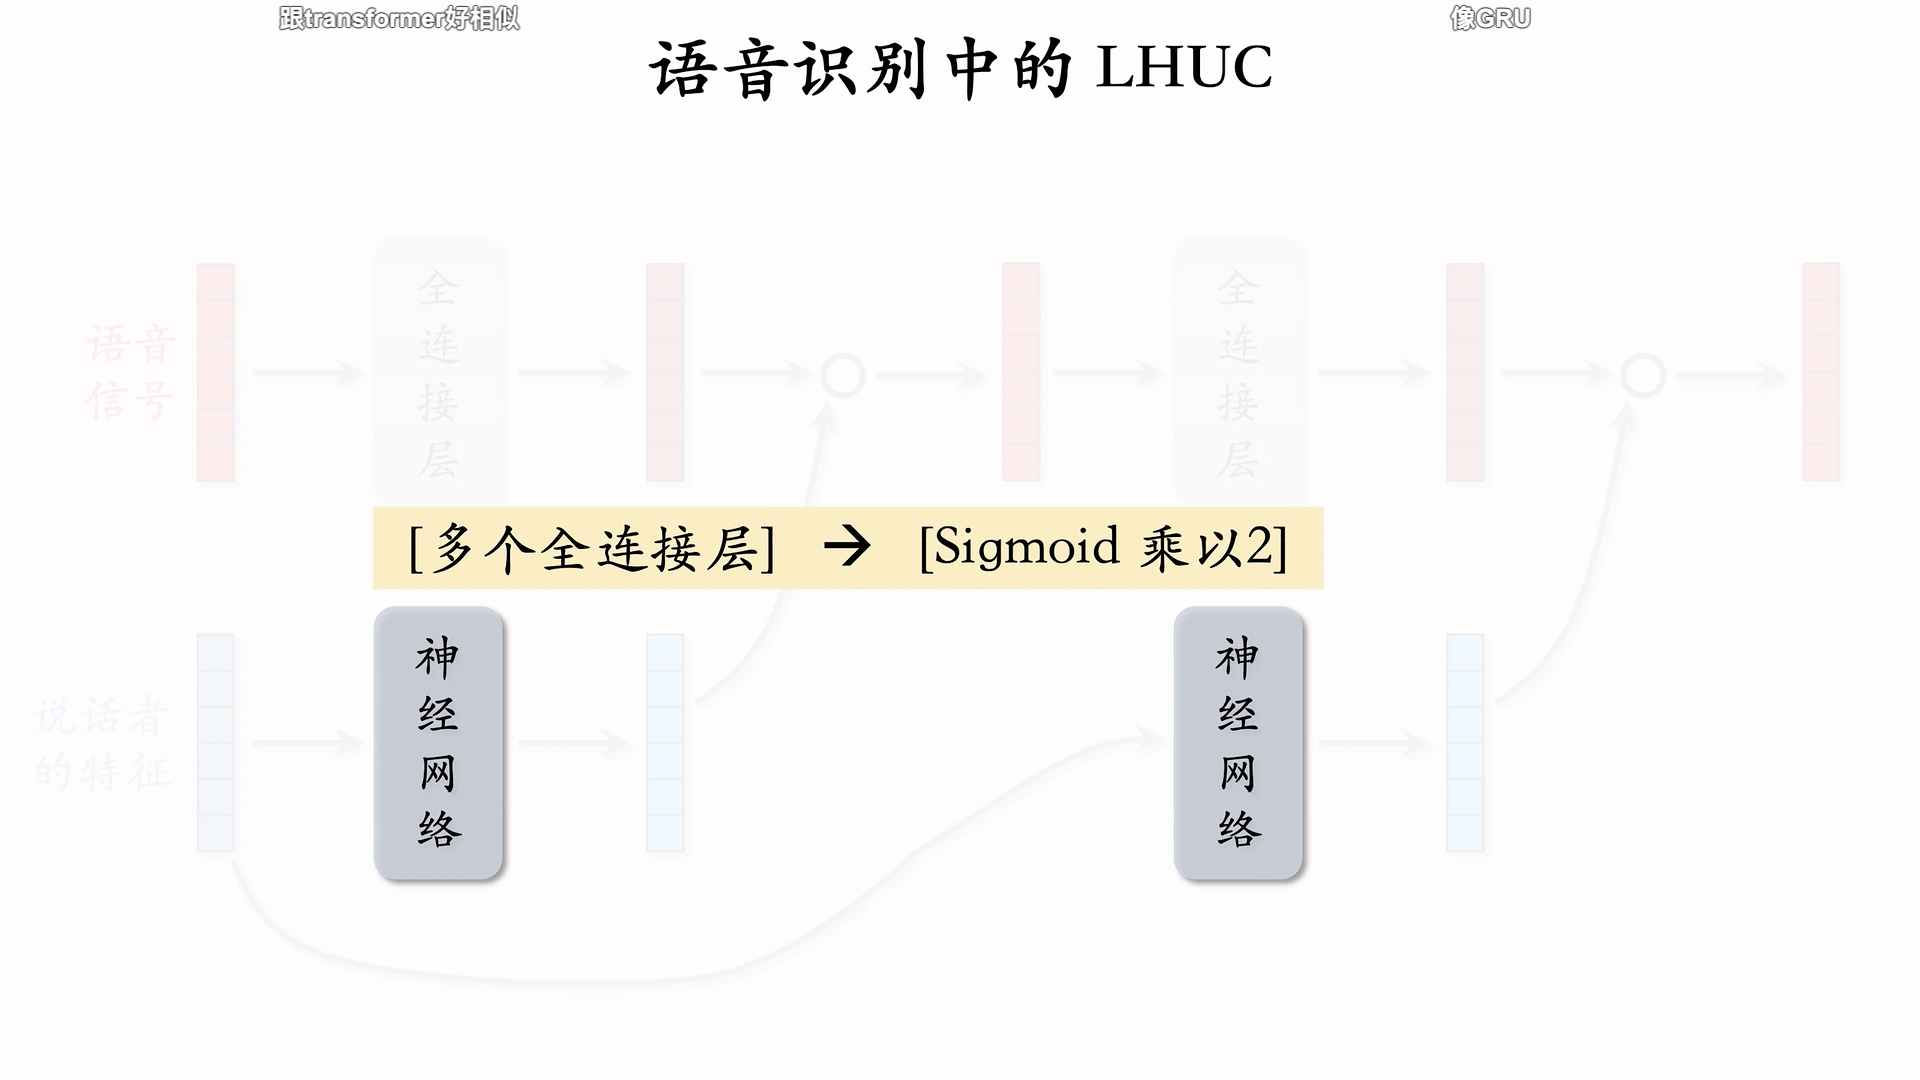 跟transformer好相似
像GRU
语音识别中的 LHUC
语音
信号
全连接层
全连接层
[多个全连接层] → [Sigmoid 乘以2]
说话者
的特征
神经网络
神经网络